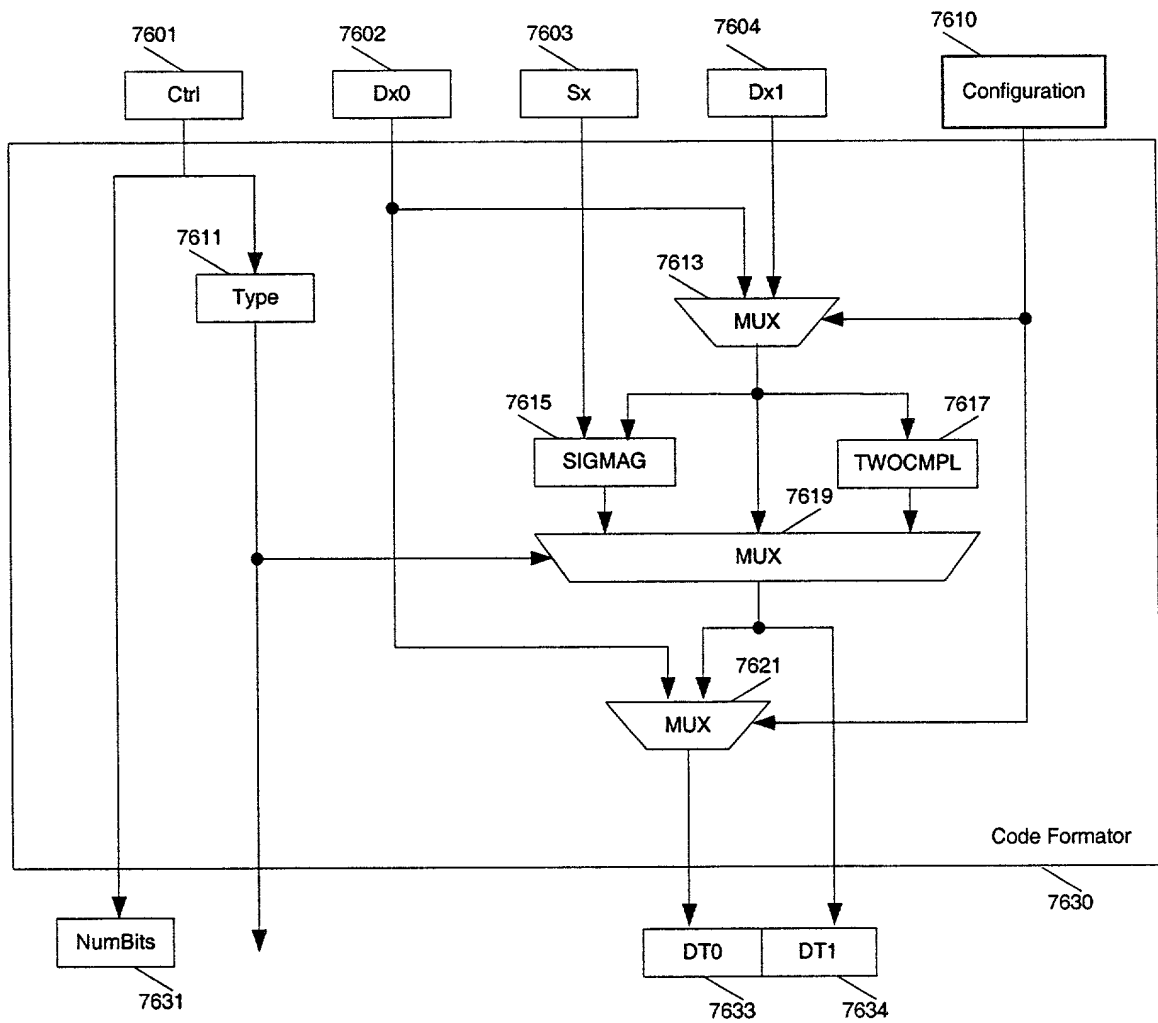 7601
7602
7603
7604
7610
Ctrl
Dx0
Sx
Dx1
Configuration
7611
Type
7613
MUX
7615
SIGMAG
7617
TWOCMPL
7619
MUX
7621
MUX
Code Formator
7630
NumBits
7631
DT0
DT1
7633
7634